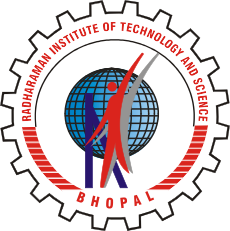 RADHARAMAN INSTITUTE OF TECHNOLOGY AND SCIENCE
BHOPAL